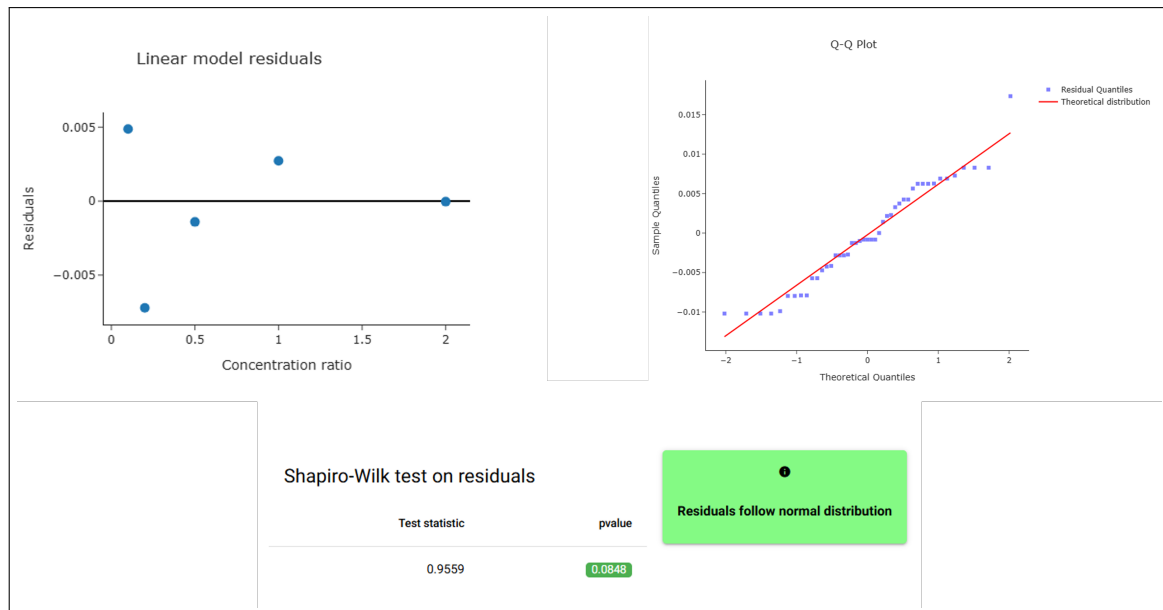 Linear model residuals
0.005
0
−0.005
Residuals
0
0.5
1
1.5
2
Concentration ratio
Q-Q Plot
Residual Quantiles
Theoretical distribution
0.015
0.01
0.005
0
−0.005
−0.01
Sample Quantiles
−2
−1
0
1
2
Theoretical Quantiles
Shapiro-Wilk test on residuals
Test statistic pvalue
0.9559 0.0848
Residuals follow normal distribution